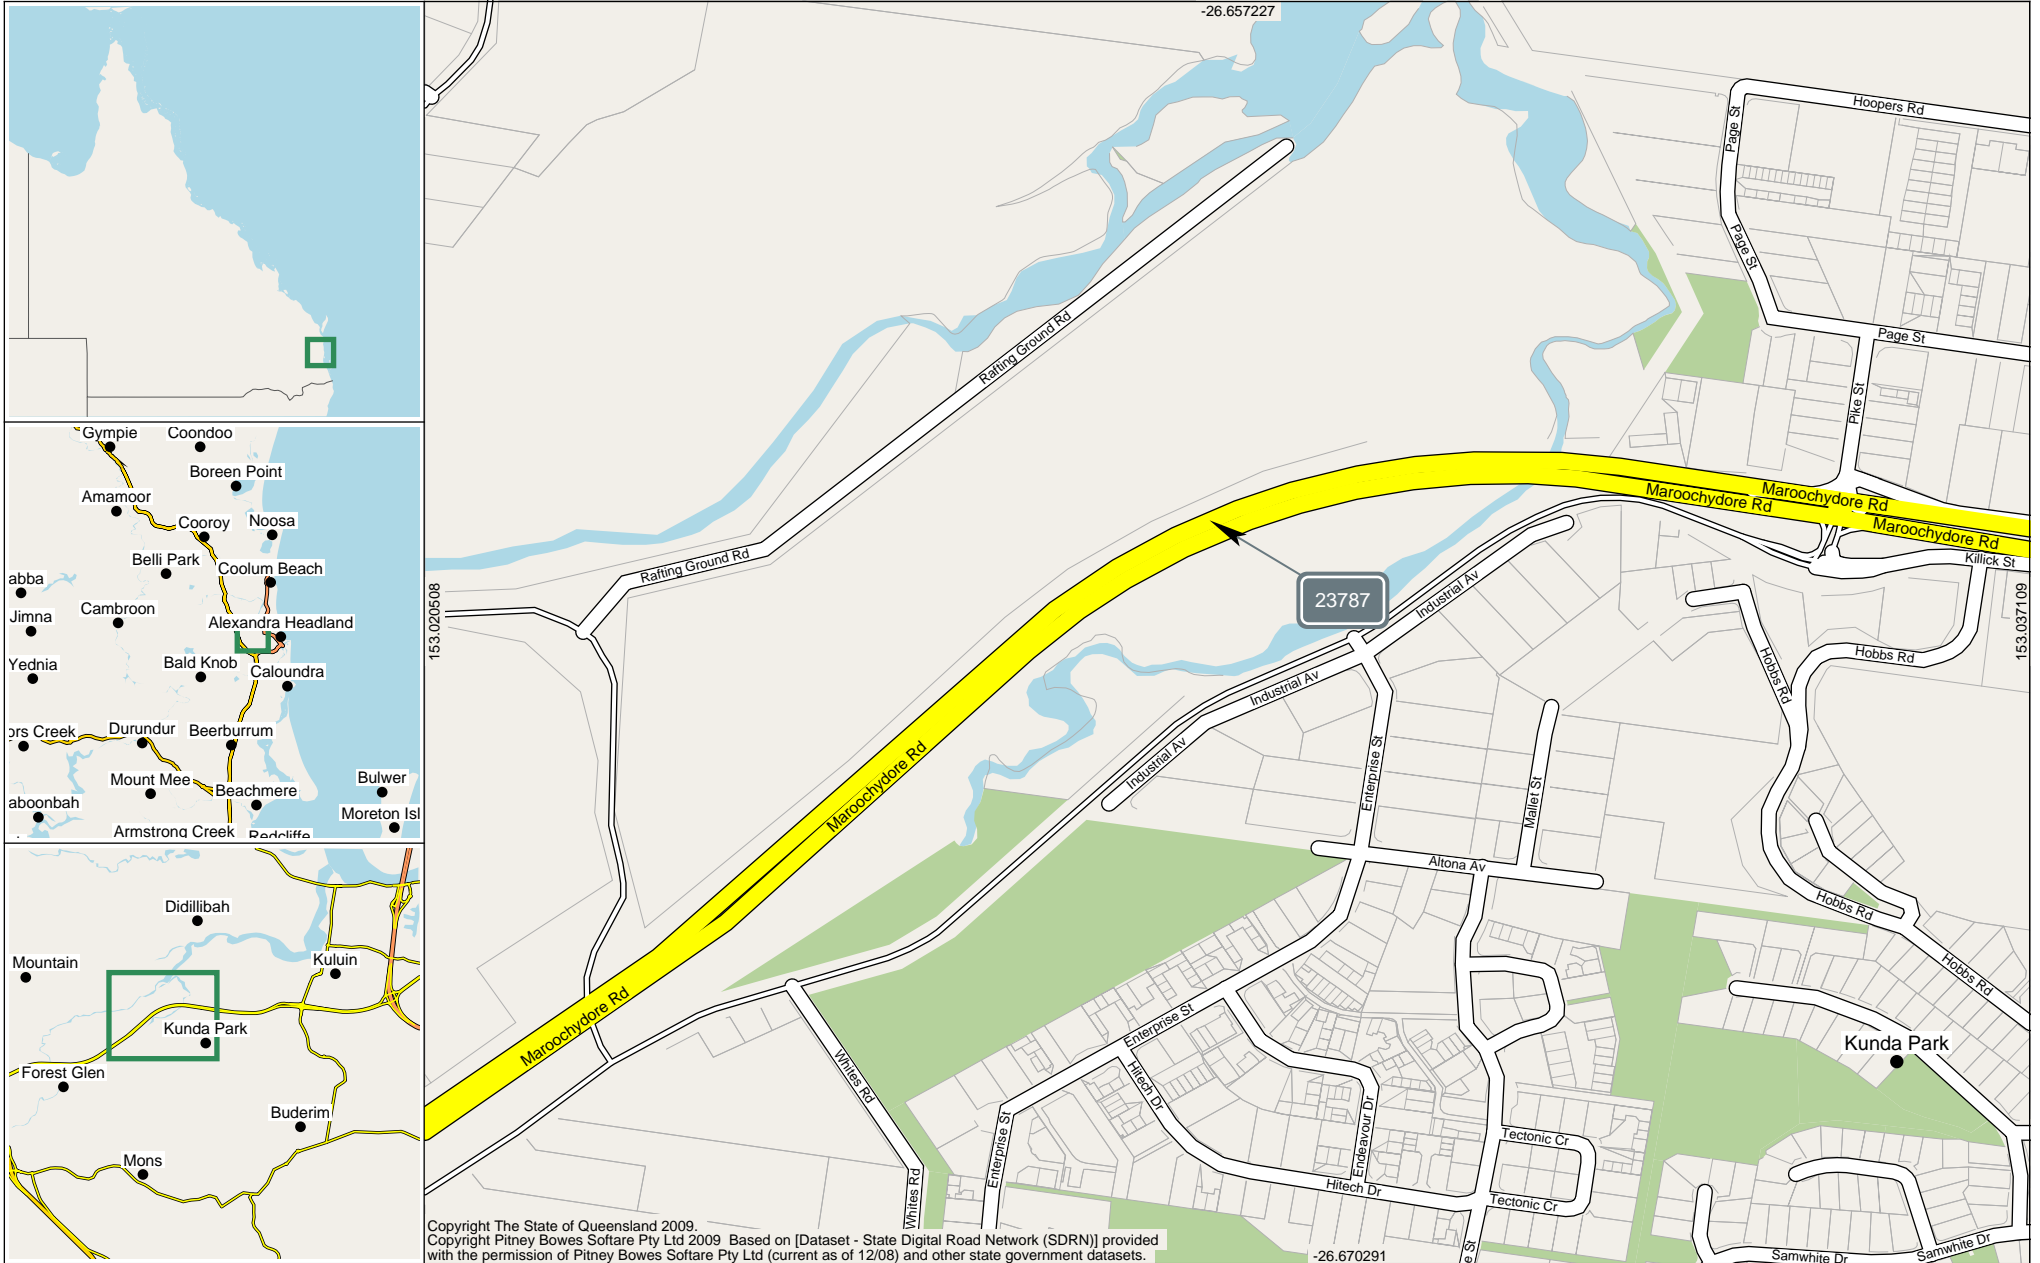 Gympie
Coondoo
Boreen Point
Amamoor
Cooroy
Noosa
Belli Park
Coolum Beach
abba
Cambroon
Jimna
Alexandra Headland
Yednia
Bald Knob
Caloundra
ors Creek
Durundur
Beerburrum
Mount Mee
Beachmere
Bulwer
aboonbah
Moreton Isl
Armstrong Creek
Redcliffe
Didillibah
Mountain
Kuluin
Kunda Park
Forest Glen
Buderim
Mons
-26.657227
153.020508
153.037109
-26.670291
Hoopers Rd
Page St
Page St
Page St
Pike St
Rafting Ground Rd
Rafting Ground Rd
Maroochydore Rd
Maroochydore Rd
Maroochydore Rd
Maroochydore Rd
Maroochydore Rd
Killick St
23787
Industrial Av
Industrial Av
Industrial Av
Hobbs Rd
Hobbs Rd
Hobbs Rd
Hobbs Rd
Enterprise St
Mallet St
Altona Av
Kunda Park
Enterprise St
Enterprise St
Whites Rd
Whites Rd
Hitech Dr
Hitech Dr
Endeavour Dr
Tectonic Cr
Tectonic Cr
e St
Samwhite Dr
Samwhite Dr
Copyright The State of Queensland 2009.
Copyright Pitney Bowes Softare Pty Ltd 2009 Based on [Dataset - State Digital Road Network (SDRN)] provided
with the permission of Pitney Bowes Softare Pty Ltd (current as of 12/08) and other state government datasets.